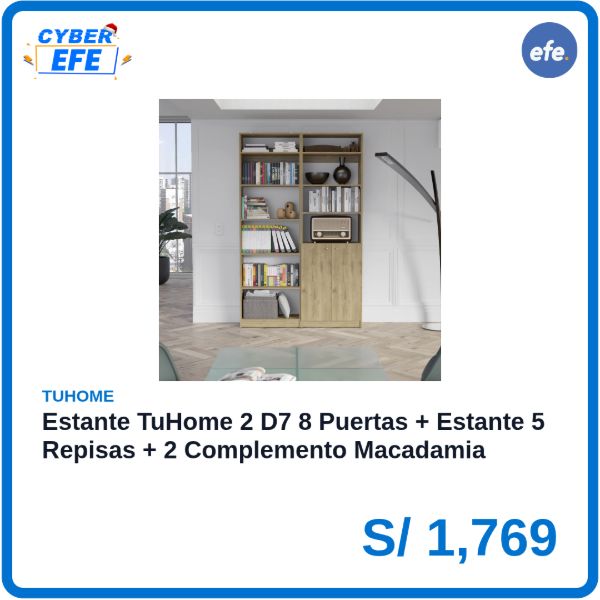 CYBER
EFE
efe.
TUHOME
Estante TuHome 2 D7 8 Puertas + Estante 5
Repisas + 2 Complemento Macadamia
S/ 1,769